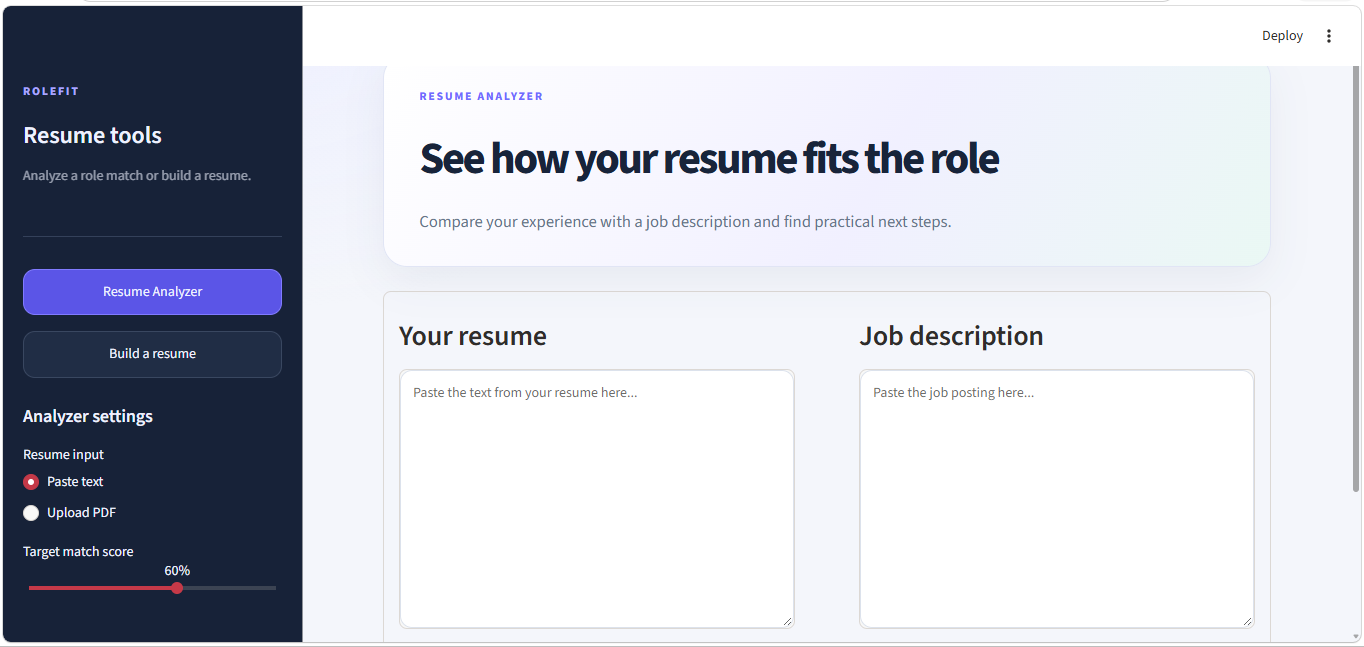 ROLEFIT
Resume tools
Analyze a role match or build a resume.
Resume Analyzer
Build a resume
Analyzer settings
Resume input
Paste text
Upload PDF
Target match score
60%
Deploy
RESUME ANALYZER
See how your resume fits the role
Compare your experience with a job description and find practical next steps.
Your resume
Paste the text from your resume here...
Job description
Paste the job posting here...